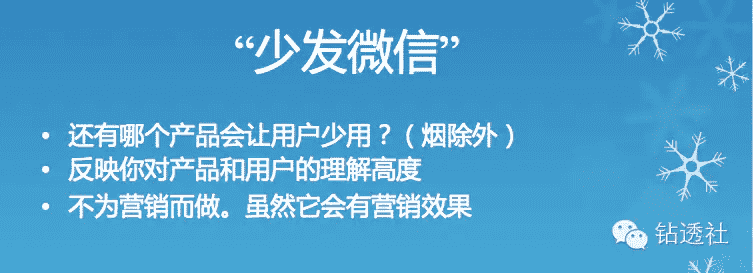 “少发微信”
• 还有哪个产品会让用户少用？（烟除外）
• 反映你对产品和用户的理解高度
• 不为营销而做。虽然它会有营销效果
钻透社